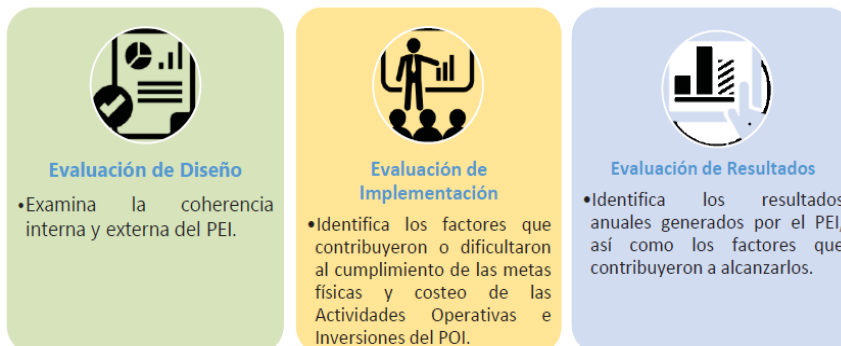 Evaluación de Diseño
•Examina la coherencia
interna y externa del PEI.
Evaluación de
Implementación
•Identifica los factores que
contribuyeron o dificultaron
al cumplimiento de las metas
físicas y costeo de las
Actividades Operativas e
Inversiones del POI.
Evaluación de Resultados
•Identifica los resultados
anuales generados por el PEI,
así como los factores que
contribuyeron a alcanzarlos.